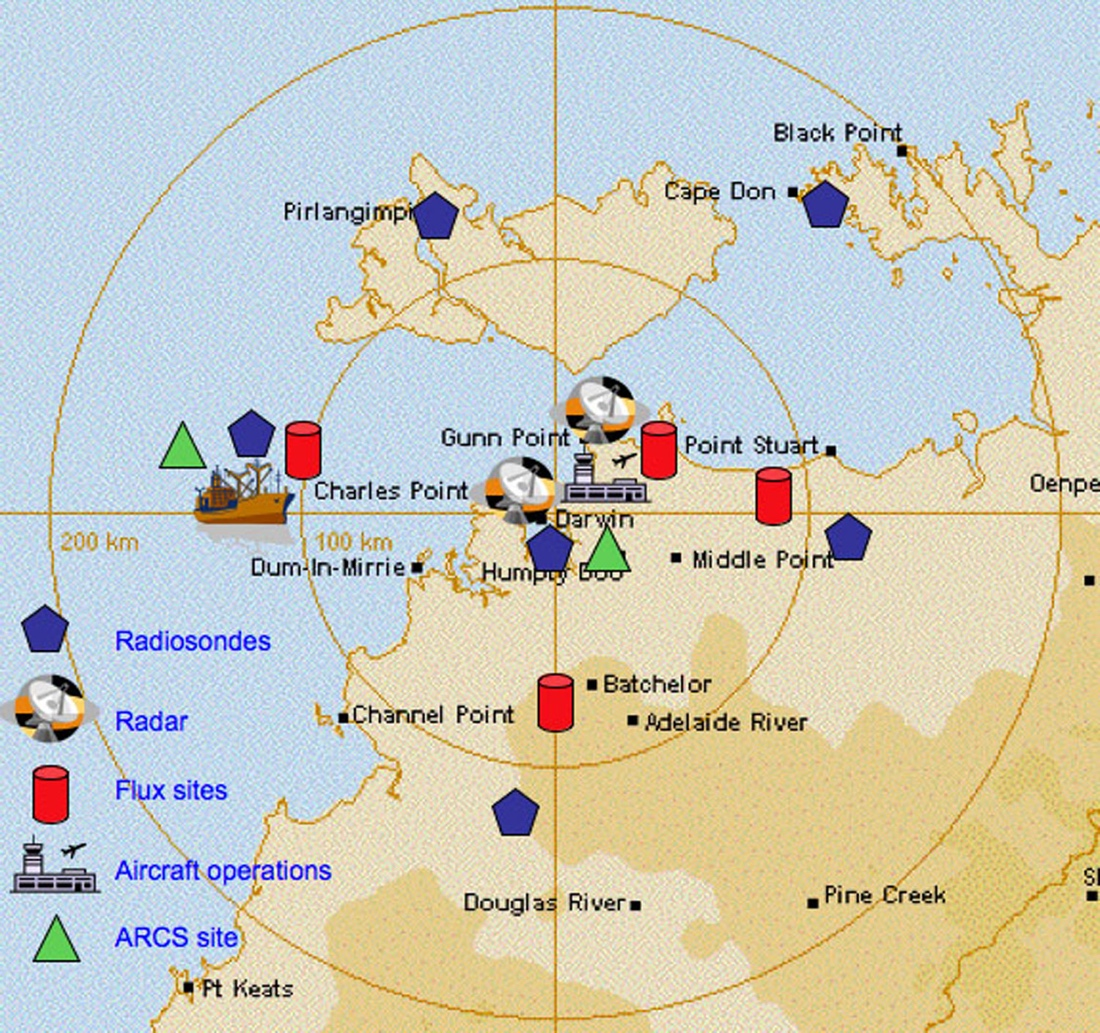 Black Point
Cape Don
Pirlangimpi
Gunn Point
Point Stuart
Charles Point
Oenpe
Darwin
200 km
100 km
Dum-In-Mirrie
Middle Point
Humpty Doo
Radiosondes
Batchelor
Channel Point
Adelaide River
Radar
Flux sites
Aircraft operations
Douglas River
Pine Creek
ARCS site
Pt Keats